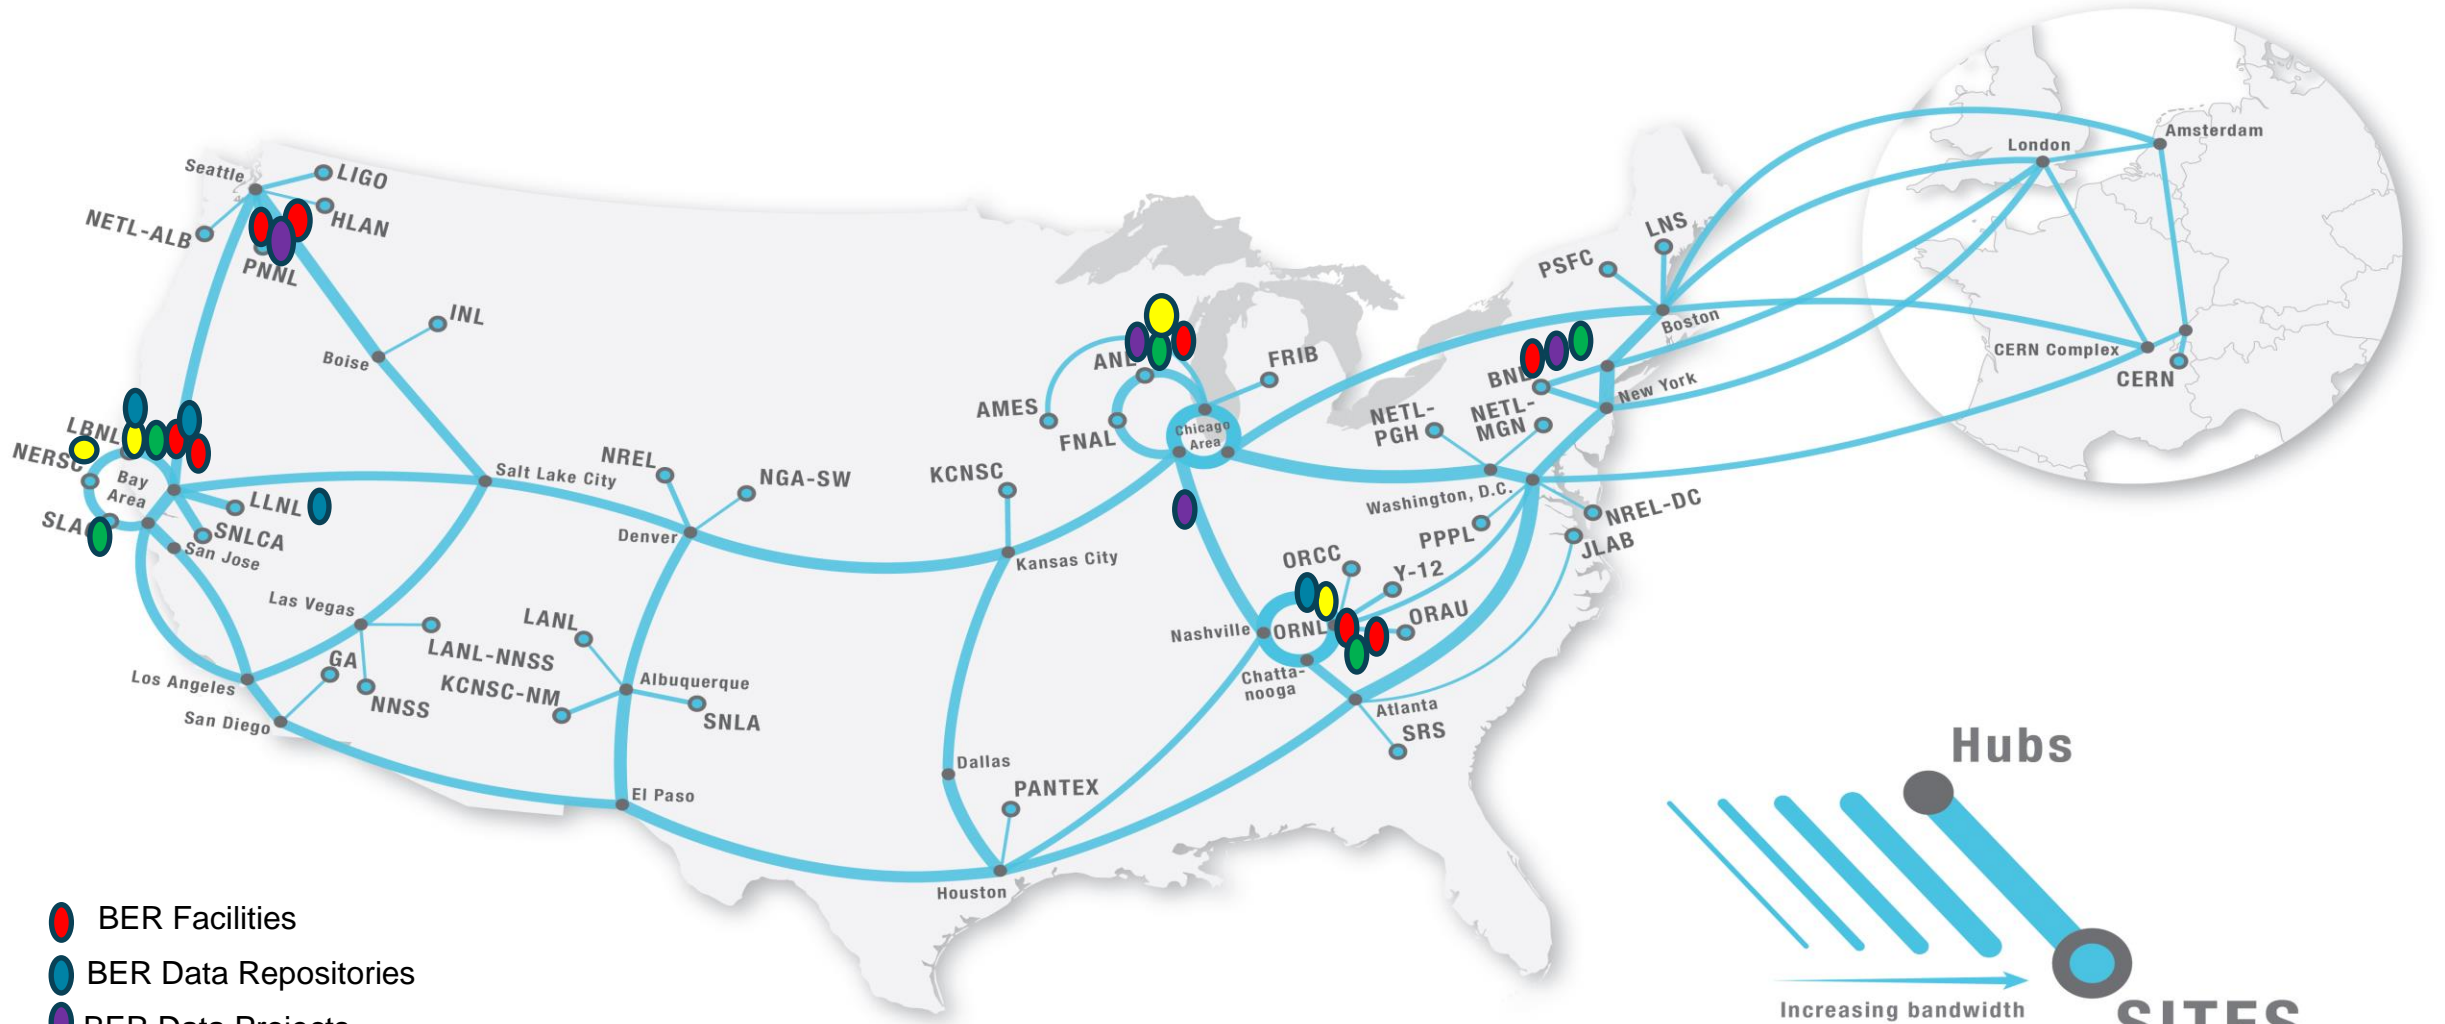 Seattle
LIGO
HLAN
NETL-ALB
PNNL
INL
Boise
LBNL
NERSC
Bay
Area
LLNL
SLAC
SNLCA
San Jose
Salt Lake City
NREL
NGA-SW
Denver
Las Vegas
LANL-NNSS
GA
NNSS
Los Angeles
San Diego
LANL
KCNSC-NM
Albuquerque
SNLA
El Paso
KCNSC
Kansas City
Dallas
PANTEX
Houston
AMES
ANL
FNAL
Chicago
Area
FRIB
Nashville
ORNL
ORCC
Y-12
ORAU
Chatta-
nooga
Atlanta
SRS
NETL-
PGH
NETL-
MGN
Washington, D.C.
PPPL
NREL-DC
JLAB
BNL
New York
PSFC
LNS
Boston
London
Amsterdam
CERN Complex
CERN
BER Facilities
BER Data Repositories
BER Data Projects
Hubs
Increasing bandwidth
SITES